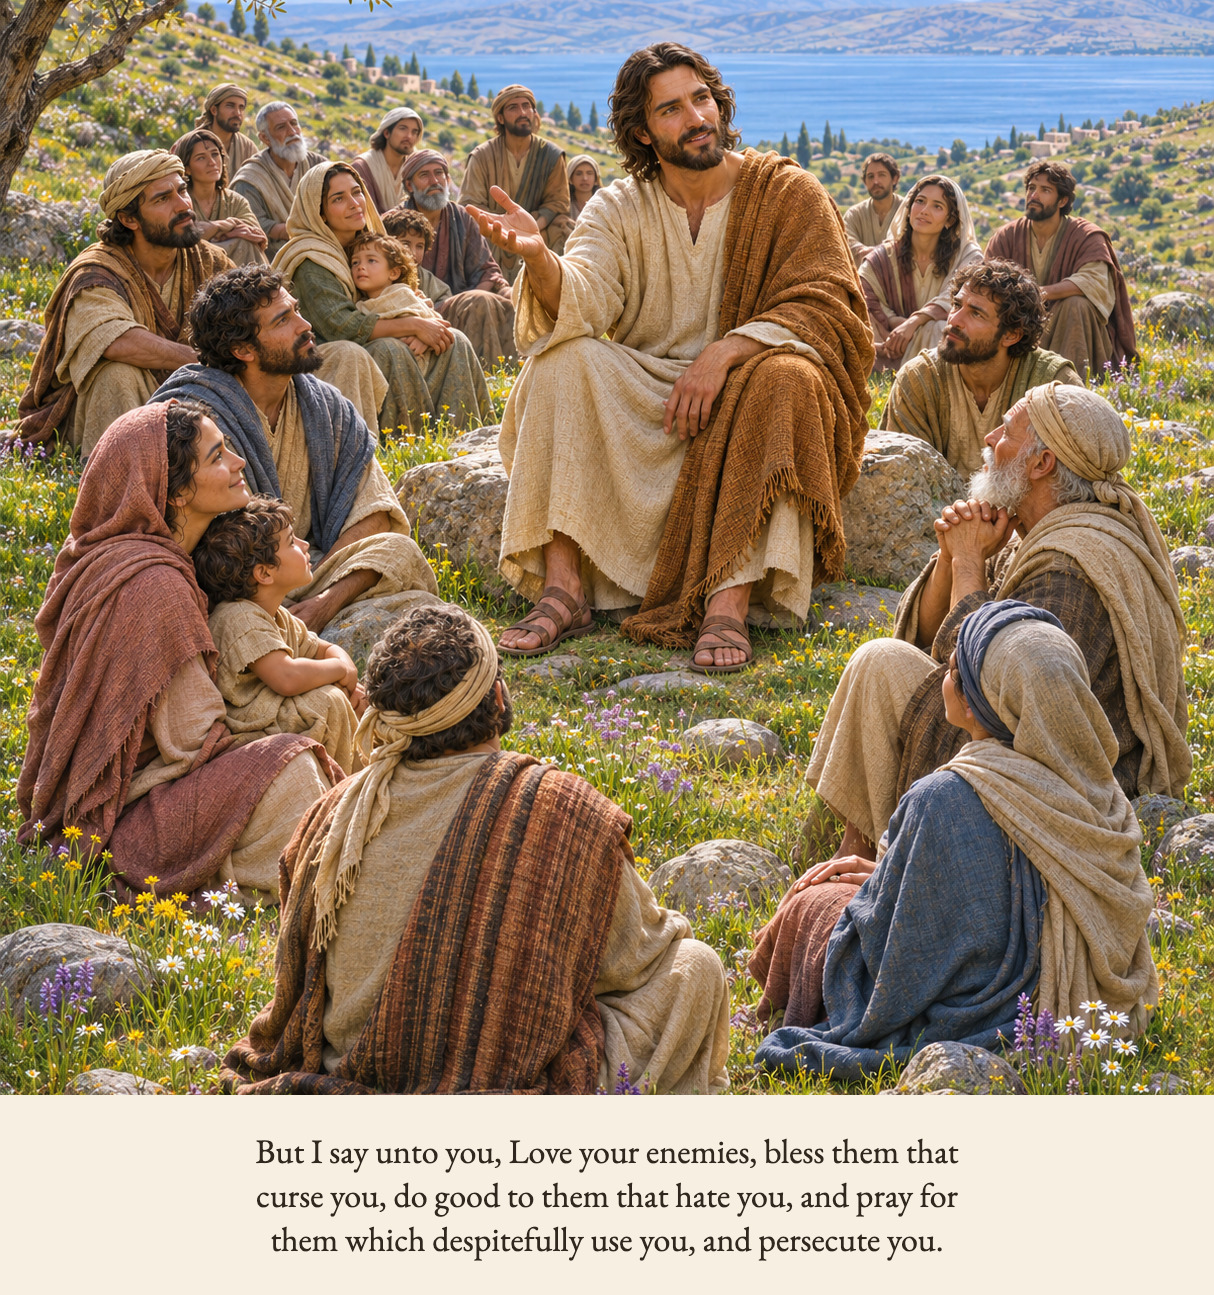 But I say unto you, Love your enemies, bless them that
curse you, do good to them that hate you, and pray for
them which despitefully use you, and persecute you.